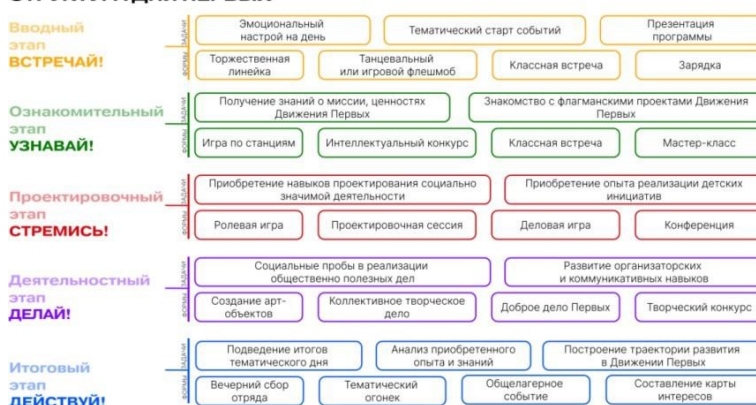 Вводный
этап
ВСТРЕЧАЙ!
ЗАДАЧИ
Эмоциональный
настрой на день
Тематический старт событий
Презентация
программы
ФОРМЫ
Торжественная
линейка
Танцевальный
или игровой флешмоб
Классная встреча
Зарядка
Ознакомительный
этап
УЗНАВАЙ!
ЗАДАЧИ
Получение знаний о миссии, ценностях
Движения Первых
Знакомство с флагманскими проектами Движения
Первых
ФОРМЫ
Игра по станциям
Интеллектуальный конкурс
Классная встреча
Мастер-класс
Проектировочный
этап
СТРЕМИСЬ!
ЗАДАЧИ
Приобретение навыков проектирования социально
значимой деятельности
Приобретение опыта реализации детских
инициатив
ФОРМЫ
Ролевая игра
Проектировочная сессия
Деловая игра
Конференция
Деятельностный
этап
ДЕЛАЙ!
ЗАДАЧИ
Социальные пробы в реализации
общественно полезных дел
Развитие организаторских
и коммуникативных навыков
ФОРМЫ
Создание арт-
объектов
Коллективное творческое
дело
Доброе дело Первых
Творческий конкурс
Итоговый
этап
ДЕЙСТВУЙ!
ЗАДАЧИ
Подведение итогов
тематического дня
Анализ приобретенного
опыта и знаний
Построение траектории развития
в Движении Первых
ФОРМЫ
Вечерний сбор
отряда
Тематический
огонек
Общелагерное
событие
Составление карты
интересов